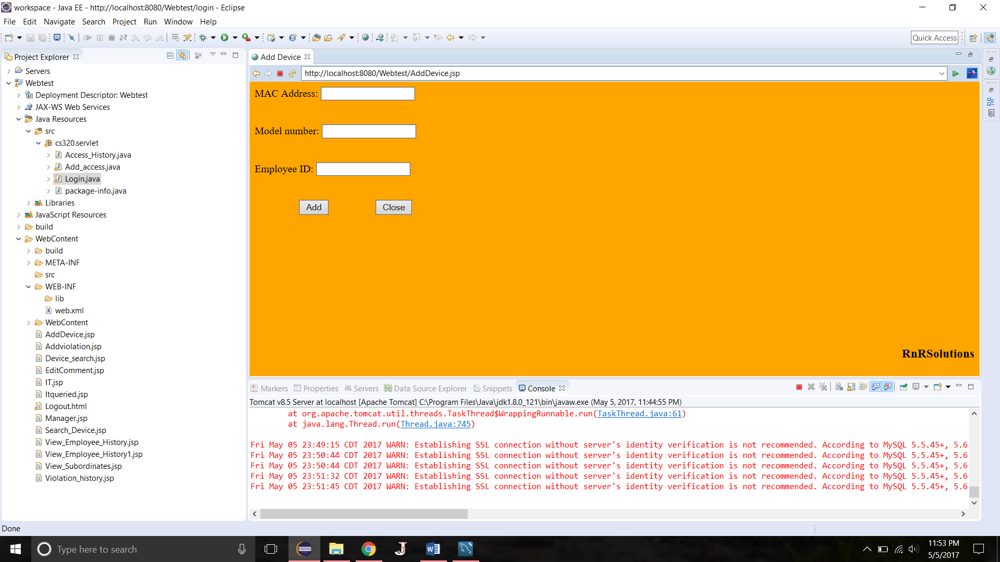 workspace - Java EE - http://localhost:8080/Webtest/login - Eclipse
File Edit Navigate Search Project Run Window Help
Quick Access
Project Explorer
Servers
Webtest
Deployment Descriptor: Webtest
JAX-WS Web Services
Java Resources
src
cs320.servlet
Access_History.java
Add_access.java
Login.java
package-info.java
Libraries
JavaScript Resources
build
WebContent
build
META-INF
src
WEB-INF
lib
web.xml
WebContent
AddDevice.jsp
Addviolation.jsp
Device_search.jsp
EditComment.jsp
IT.jsp
Itqueried.jsp
Logout.html
Manager.jsp
Search_Device.jsp
View_Employee_History.jsp
View_Employee_History1.jsp
View_Subordinates.jsp
Violation_history.jsp
Add Device
http://localhost:8080/Webtest/AddDevice.jsp
MAC Address:
Model number:
Employee ID:
Add Close
RnRSolutions
Markers Properties Servers Data Source Explorer Snippets Console
Tomcat v8.5 Server at localhost [Apache Tomcat] C:\Program Files\Java\jdk1.8.0_121\bin\javaw.exe (May 5, 2017, 11:44:55 PM)
at org.apache.tomcat.util.threads.TaskThread$WrappingRunnable.run(TaskThread.java:61)
at java.lang.Thread.run(Thread.java:745)
Fri May 05 23:49:15 CDT 2017 WARN: Establishing SSL connection without server's identity verification is not recommended. According to MySQL 5.5.45+, 5.6
Fri May 05 23:50:44 CDT 2017 WARN: Establishing SSL connection without server's identity verification is not recommended. According to MySQL 5.5.45+, 5.6
Fri May 05 23:50:44 CDT 2017 WARN: Establishing SSL connection without server's identity verification is not recommended. According to MySQL 5.5.45+, 5.6
Fri May 05 23:51:32 CDT 2017 WARN: Establishing SSL connection without server's identity verification is not recommended. According to MySQL 5.5.45+, 5.6
Fri May 05 23:51:45 CDT 2017 WARN: Establishing SSL connection without server's identity verification is not recommended. According to MySQL 5.5.45+, 5.6
Done
Type here to search
11:53 PM
5/5/2017